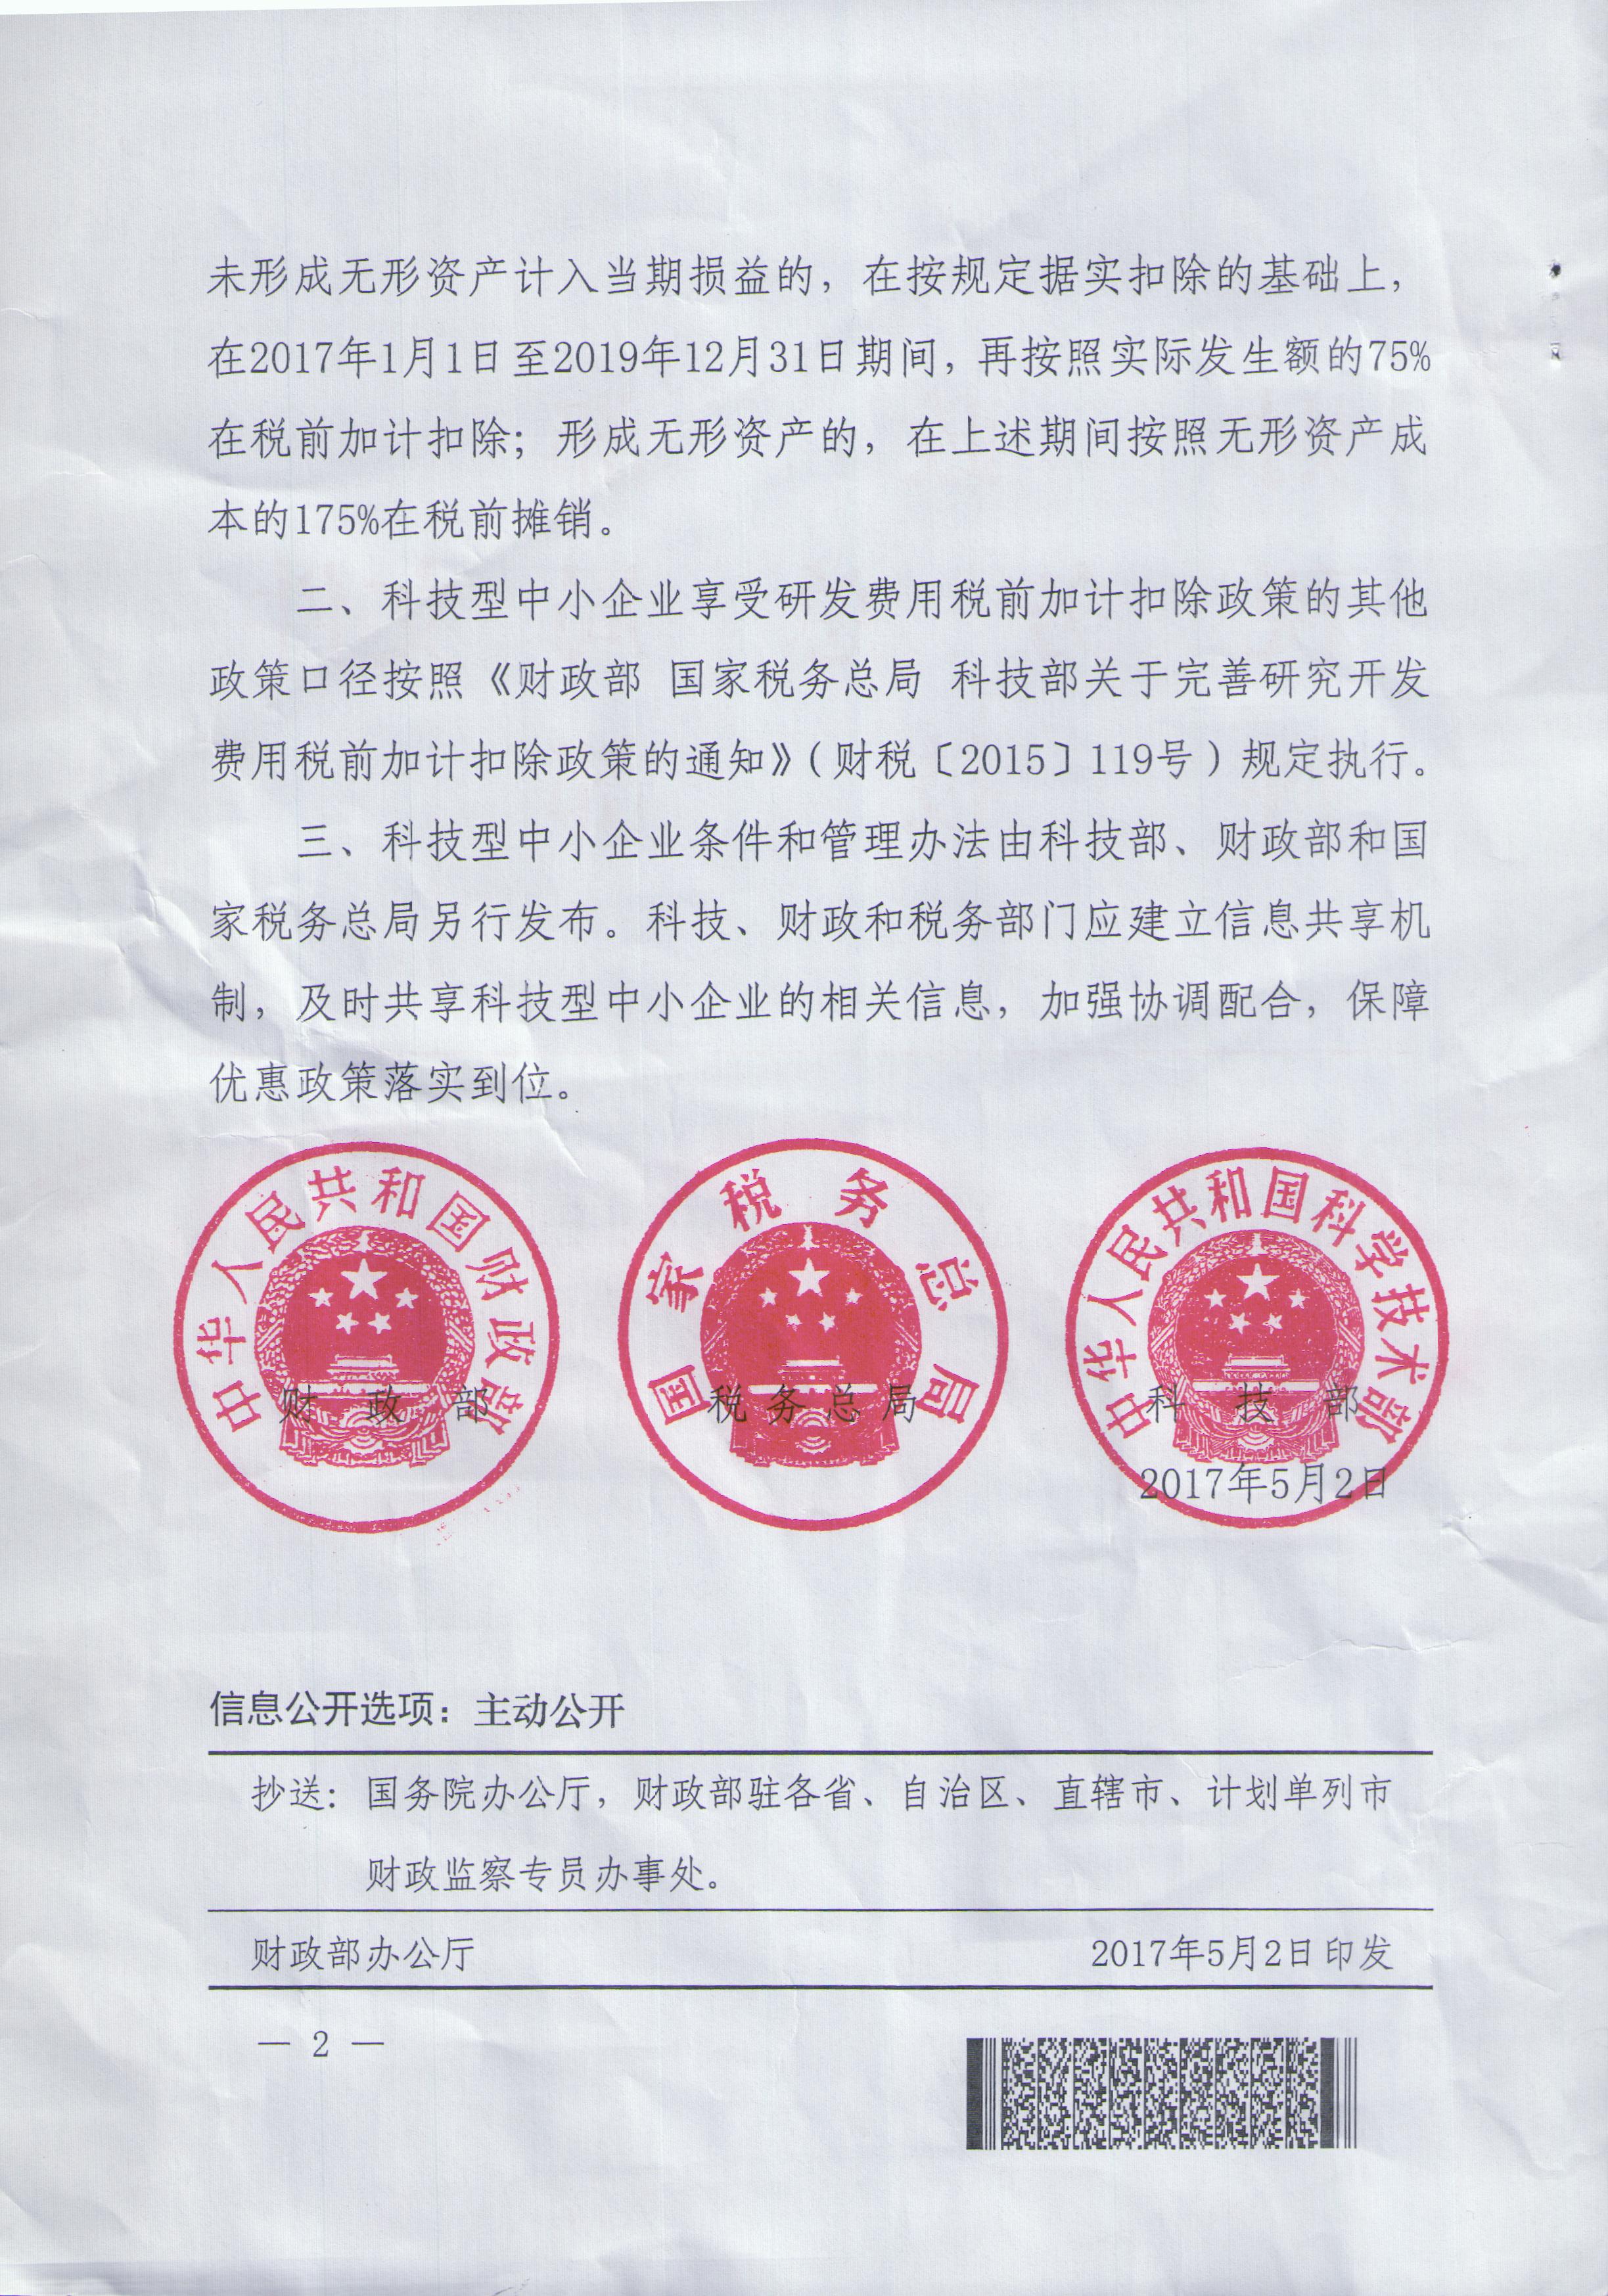 未形成无形资产计入当期损益的，在按规定据实扣除的基础上，
在2017年1月1日至2019年12月31日期间，再按照实际发生额的75%
在税前加计扣除；形成无形资产的，在上述期间按照无形资产成
本的175%在税前摊销。
二、科技型中小企业享受研发费用税前加计扣除政策的其他
政策口径按照《财政部 国家税务总局 科技部关于完善研究开发
费用税前加计扣除政策的通知》（财税〔2015〕119号）规定执行。
三、科技型中小企业条件和管理办法由科技部、财政部和国
家税务总局另行发布。科技、财政和税务部门应建立信息共享机
制，及时共享科技型中小企业的相关信息，加强协调配合，保障
优惠政策落实到位。
中华人民共和国财政部
国家税务总局
中华人民共和国科学技术部
财 政 部 税务总局 科 技 部
2017年5月2日
信息公开选项：主动公开
抄送：国务院办公厅，财政部驻各省、自治区、直辖市、计划单列市
财政监察专员办事处。
财政部办公厅 2017年5月2日印发
— 2 —